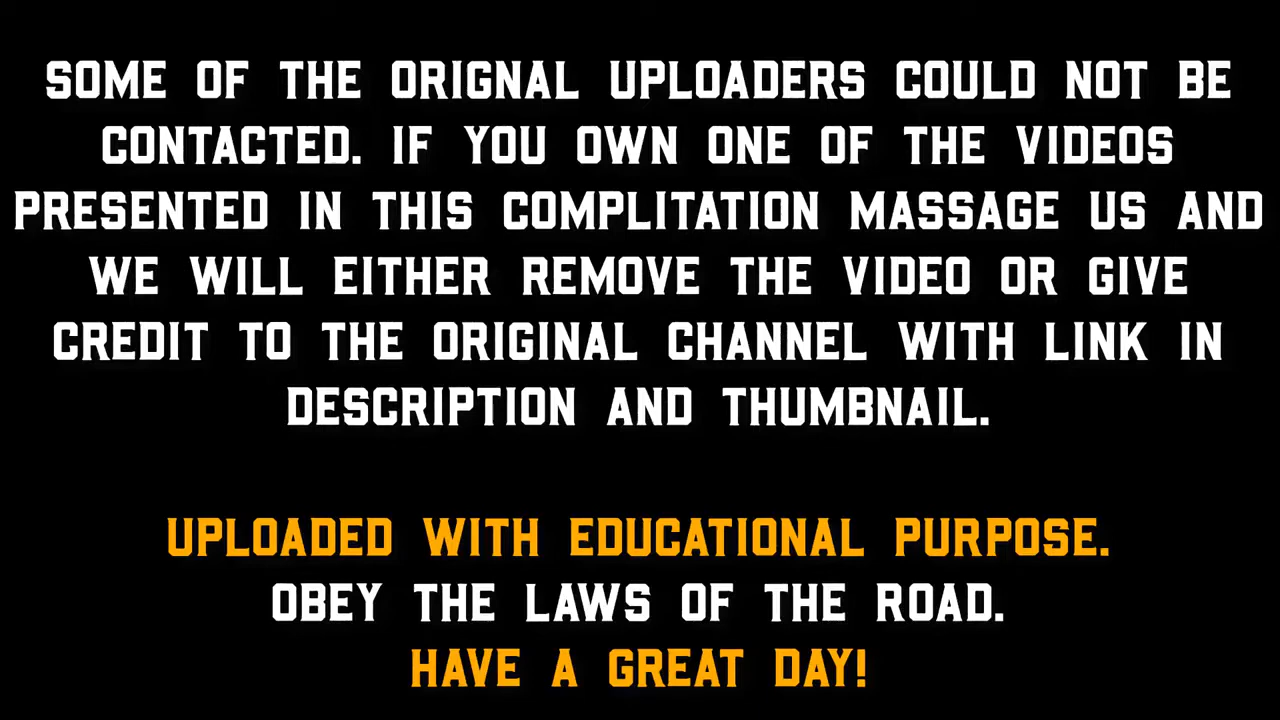 SOME OF THE ORIGNAL UPLOADERS COULD NOT BE
CONTACTED. IF YOU OWN ONE OF THE VIDEOS
PRESENTED IN THIS COMPLITATION MASSAGE US AND
WE WILL EITHER REMOVE THE VIDEO OR GIVE
CREDIT TO THE ORIGINAL CHANNEL WITH LINK IN
DESCRIPTION AND THUMBNAIL.
UPLOADED WITH EDUCATIONAL PURPOSE.
OBEY THE LAWS OF THE ROAD.
HAVE A GREAT DAY!